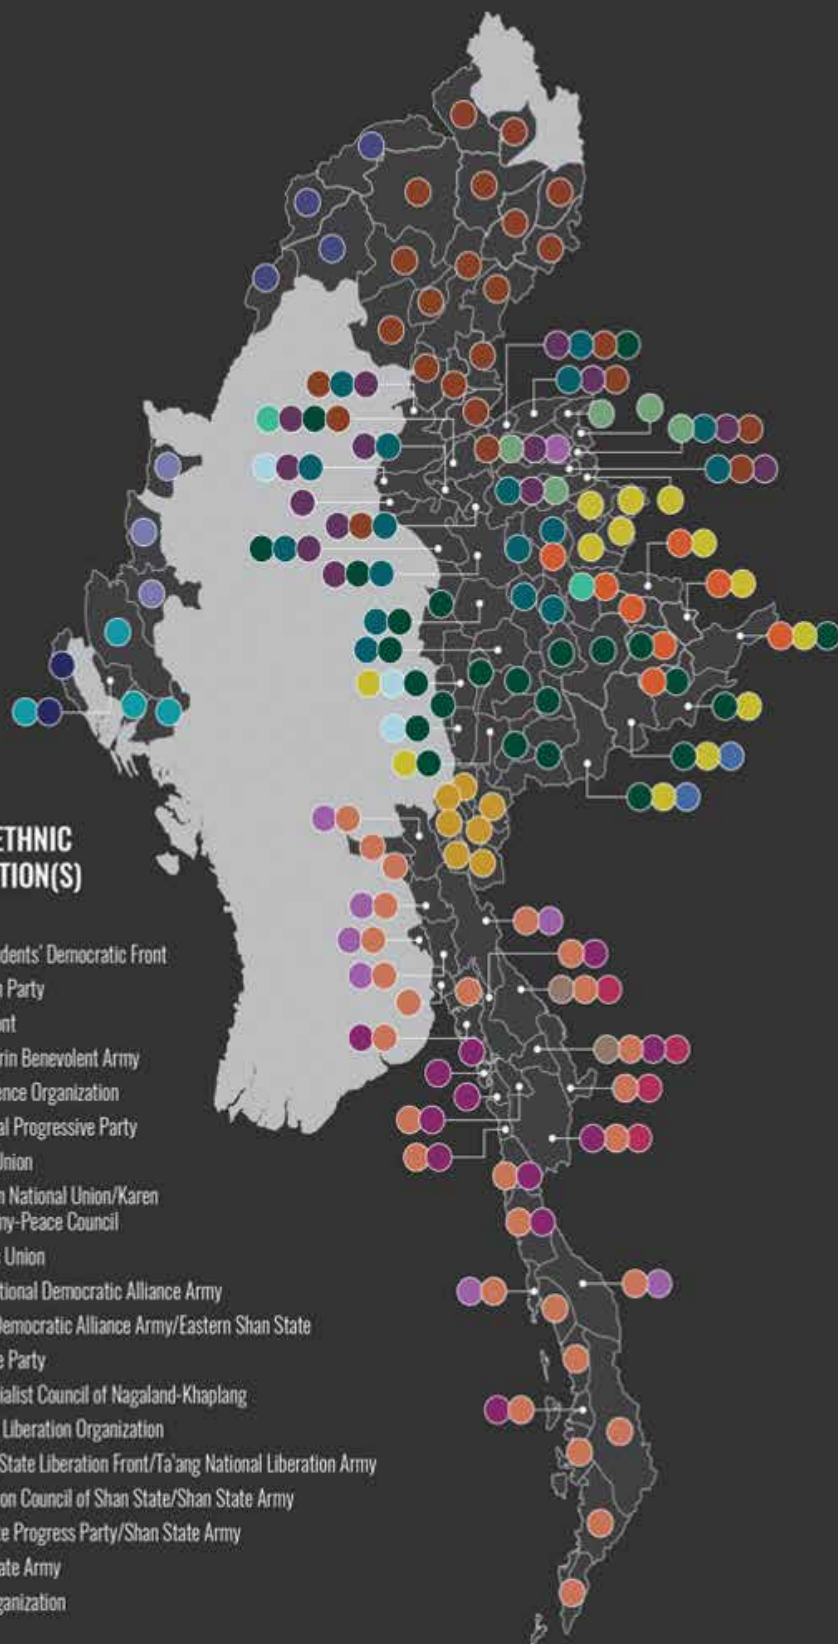 ETHNIC
TION(S)
dents' Democratic Front
n Party
ont
rin Benevolent Army
ence Organization
al Progressive Party
Union
n National Union/Karen
ny-Peace Council
s Union
tional Democratic Alliance Army
Democratic Alliance Army/Eastern Shan State
e Party
ialist Council of Nagaland-Khaplang
Liberation Organization
State Liberation Front/Ta'ang National Liberation Army
on Council of Shan State/Shan State Army
te Progress Party/Shan State Army
ate Army
ganization